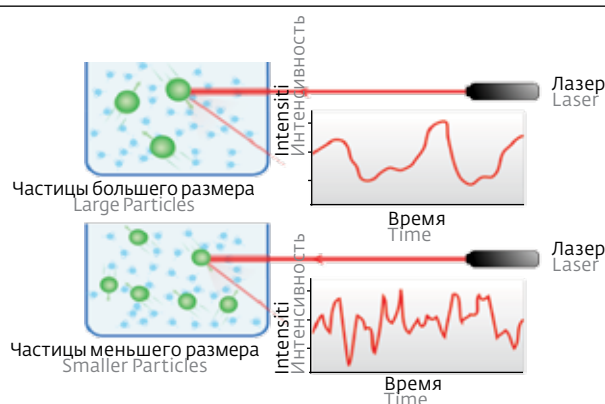 Лазер
Laser
Intensiti
Интенсивность
Частицы большего размера
Large Particles
Время
Time
Лазер
Laser
Intensiti
Интенсивность
Частицы меньшего размера
Smaller Particles
Время
Time